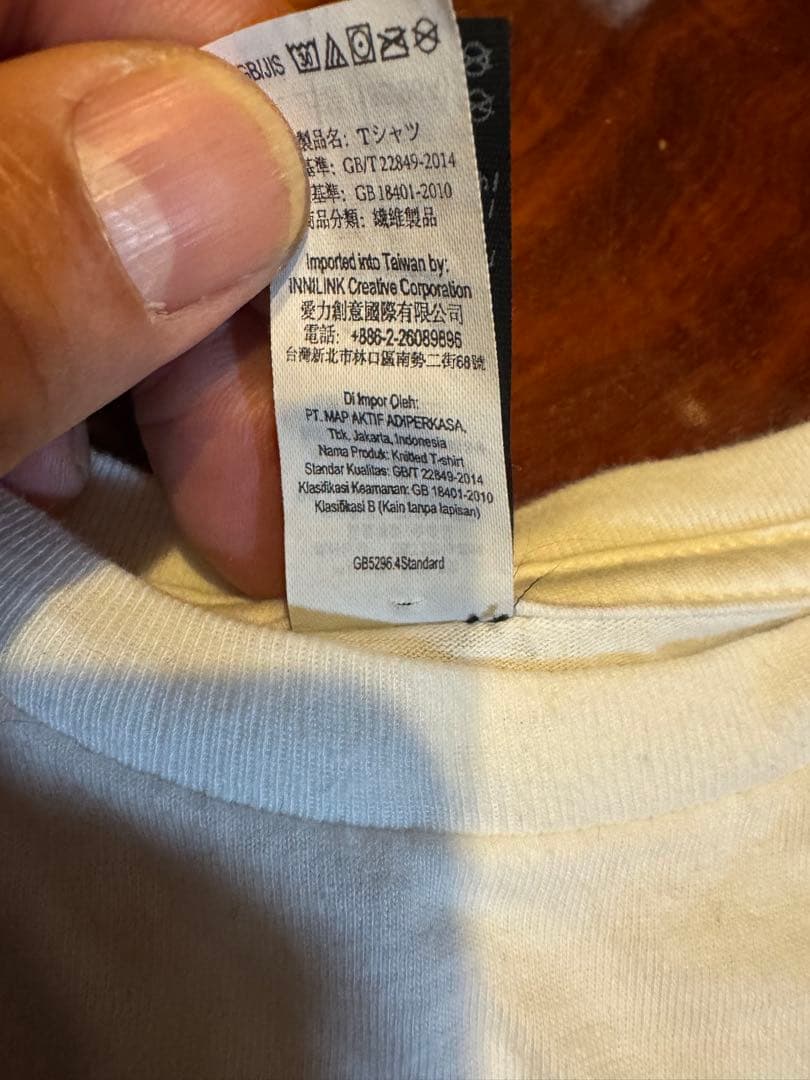 GB/JIS 30
製品名: Tシャツ
基準: GB/T 22849-2014
基準: GB 18401-2010
商品分類: 繊维製品
Imported into Taiwan by:
INNILINK Creative Corporation
愛力創意國際有限公司
電話: +886-2-26089896
台灣新北市林口區南勢二街68號
Di Impor Oleh:
PT. MAP AKTIF ADIPERKASA,
Tbk, Jakarta, Indonesia
Nama Produk: Knitted T-shirt
Standar Kualitas: GB/T 22849-2014
Klasifikasi Keamanan: GB 18401-2010
Klasifikasi B (Kain tanpa lapisan)
GB5296.4Standard